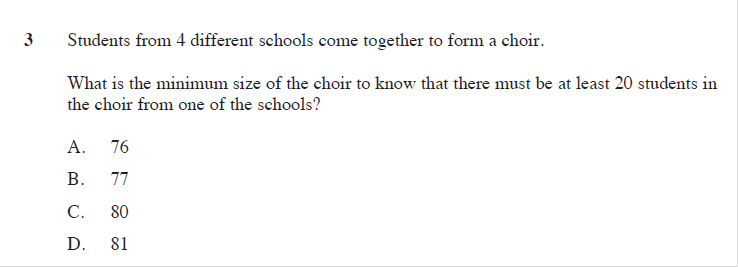 3 Students from 4 different schools come together to form a choir.
What is the minimum size of the choir to know that there must be at least 20 students in
the choir from one of the schools?
A. 76
B. 77
C. 80
D. 81